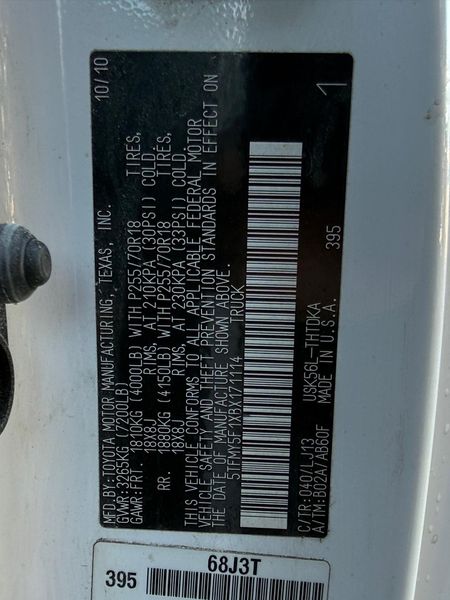 MFD.BY:TOYOTA MOTOR MANUFACTURING, TEXAS, INC. 10/10
GVWR:3265KG(7200LB)
GAWR:FRT. 1810KG(4000LB) WITH P255/70R18 TIRES,
18X8J RIMS, AT 210KPA (30PSI) COLD.
RR. 1880KG (4150LB) WITH P255/70R18 TIRES,
18X8J RIMS, AT 230KPA (33PSI) COLD.
THIS VEHICLE CONFORMS TO ALL APPLICABLE FEDERAL MOTOR
VEHICLE SAFETY AND THEFT PREVENTION STANDARDS IN EFFECT ON
THE DATE OF MANUFACTURE SHOWN ABOVE.
5TFMY5F1XBX171114 TRUCK
C/TR:040/LJ13 USK56L-THTDKA 395
A/TM:B02A/AB60F MADE IN U.S.A. 1
68J3T
395